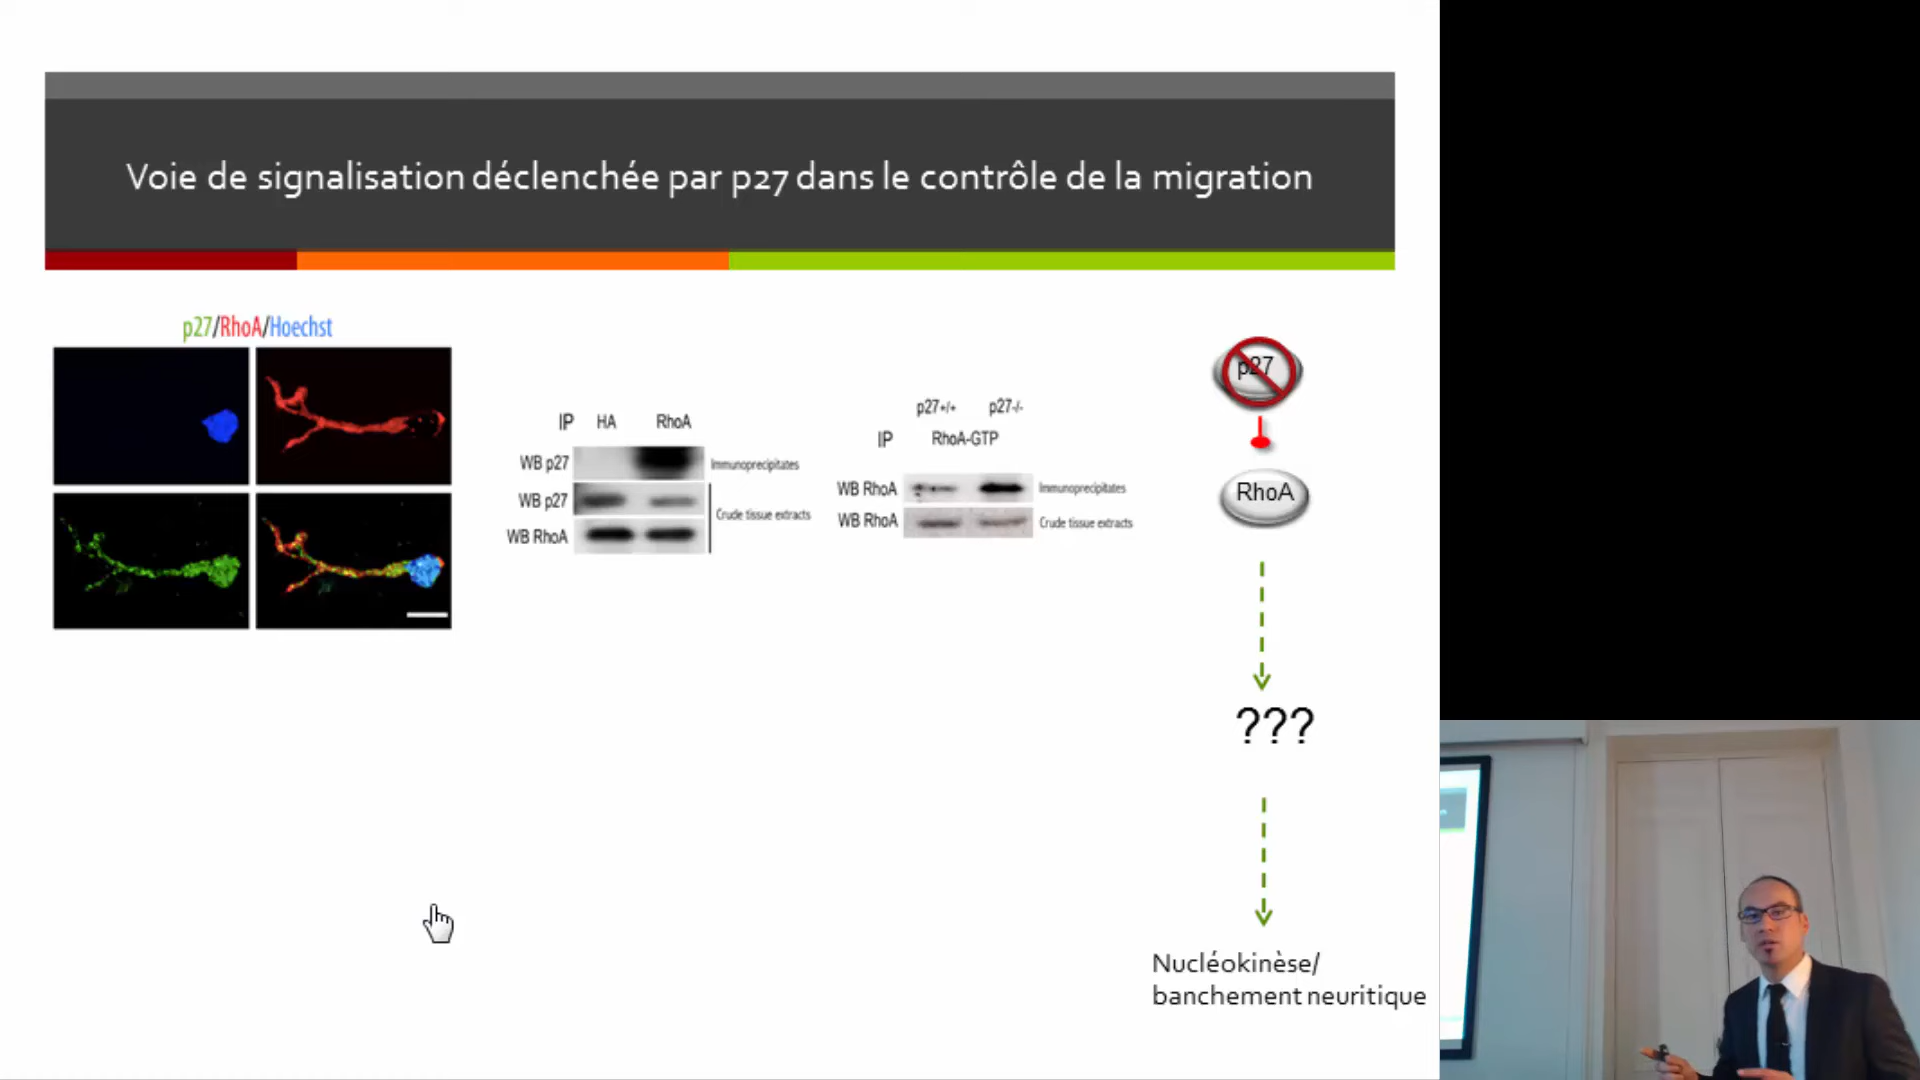 Voie de signalisation déclenchée par p27 dans le contrôle de la migration
p27/RhoA/Hoechst
IP HA RhoA
WB p27 Immunoprecipitates
WB p27
Crude tissue extracts
WB RhoA
p27+/+ p27-/-
IP RhoA-GTP
WB RhoA Immunoprecipitates
WB RhoA Crude tissue extracts
p27
RhoA
???
Nucléokinèse/
banchement neuritique